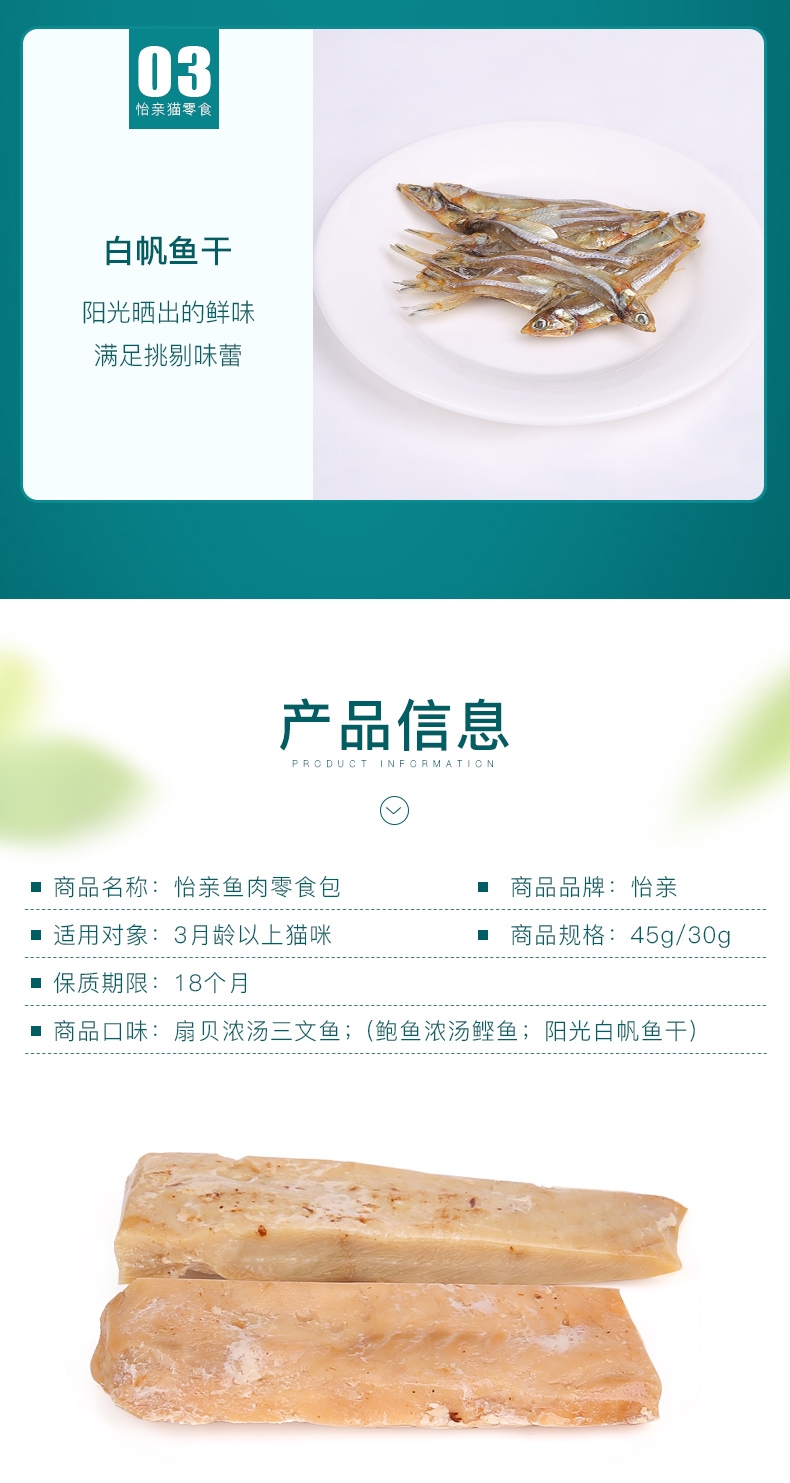 03
怡亲猫零食
白帆鱼干
阳光晒出的鲜味
满足挑剔味蕾
产品信息
PRODUCT INFORMATION
商品名称：怡亲鱼肉零食包
商品品牌：怡亲
适用对象：3月龄以上猫咪
商品规格：45g/30g
保质期限：18个月
商品口味：扇贝浓汤三文鱼；（鲍鱼浓汤鲣鱼；阳光白帆鱼干）